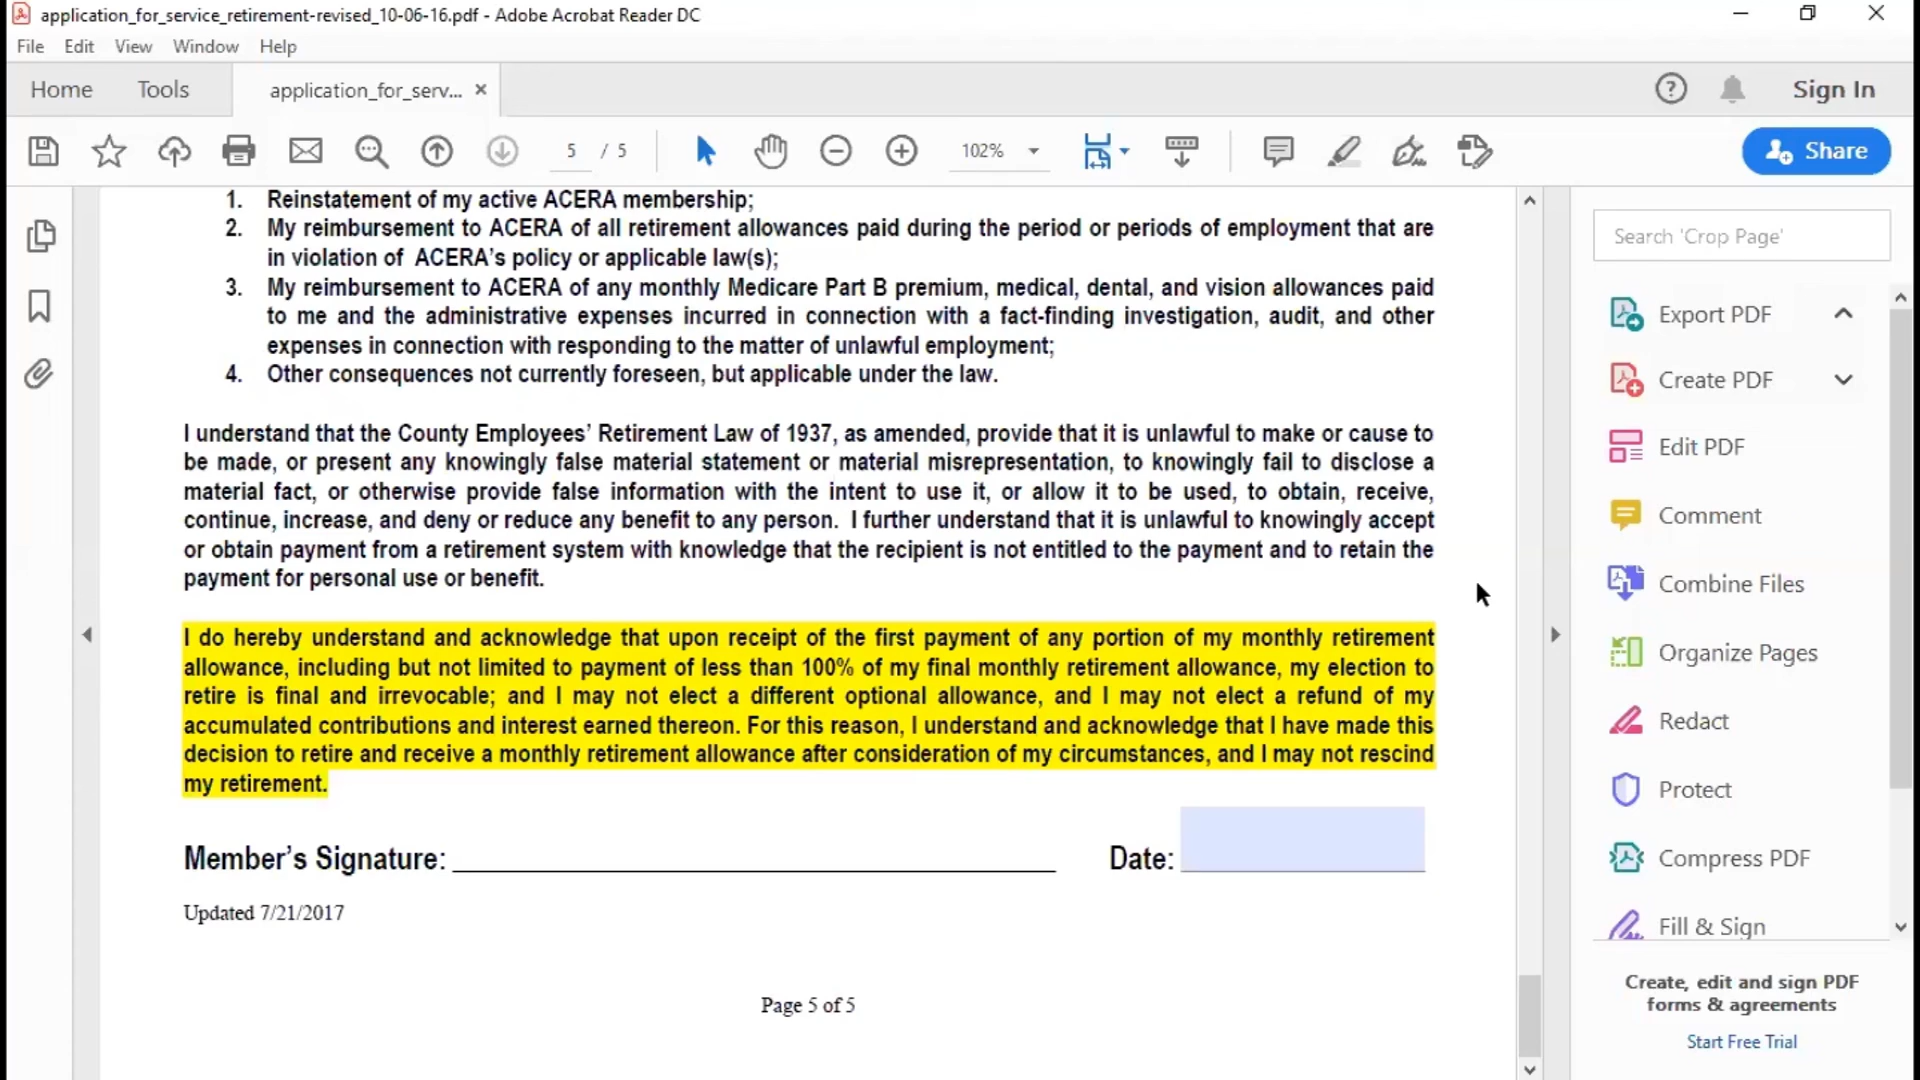 application_for_service_retirement-revised_10-06-16.pdf - Adobe Acrobat Reader DC
File Edit View Window Help
Home Tools application_for_serv... Sign In
5 / 5 102% Share
1. Reinstatement of my active ACERA membership;
2. My reimbursement to ACERA of all retirement allowances paid during the period or periods of employment that are
in violation of ACERA's policy or applicable law(s);
3. My reimbursement to ACERA of any monthly Medicare Part B premium, medical, dental, and vision allowances paid
to me and the administrative expenses incurred in connection with a fact-finding investigation, audit, and other
expenses in connection with responding to the matter of unlawful employment;
4. Other consequences not currently foreseen, but applicable under the law.
I understand that the County Employees' Retirement Law of 1937, as amended, provide that it is unlawful to make or cause to
be made, or present any knowingly false material statement or material misrepresentation, to knowingly fail to disclose a
material fact, or otherwise provide false information with the intent to use it, or allow it to be used, to obtain, receive,
continue, increase, and deny or reduce any benefit to any person. I further understand that it is unlawful to knowingly accept
or obtain payment from a retirement system with knowledge that the recipient is not entitled to the payment and to retain the
payment for personal use or benefit.
I do hereby understand and acknowledge that upon receipt of the first payment of any portion of my monthly retirement
allowance, including but not limited to payment of less than 100% of my final monthly retirement allowance, my election to
retire is final and irrevocable; and I may not elect a different optional allowance, and I may not elect a refund of my
accumulated contributions and interest earned thereon. For this reason, I understand and acknowledge that I have made this
decision to retire and receive a monthly retirement allowance after consideration of my circumstances, and I may not rescind
my retirement.
Member's Signature: Date:
Updated 7/21/2017
Page 5 of 5
Search 'Crop Page'
Export PDF
Create PDF
Edit PDF
Comment
Combine Files
Organize Pages
Redact
Protect
Compress PDF
Fill & Sign
Create, edit and sign PDF
forms & agreements
Start Free Trial